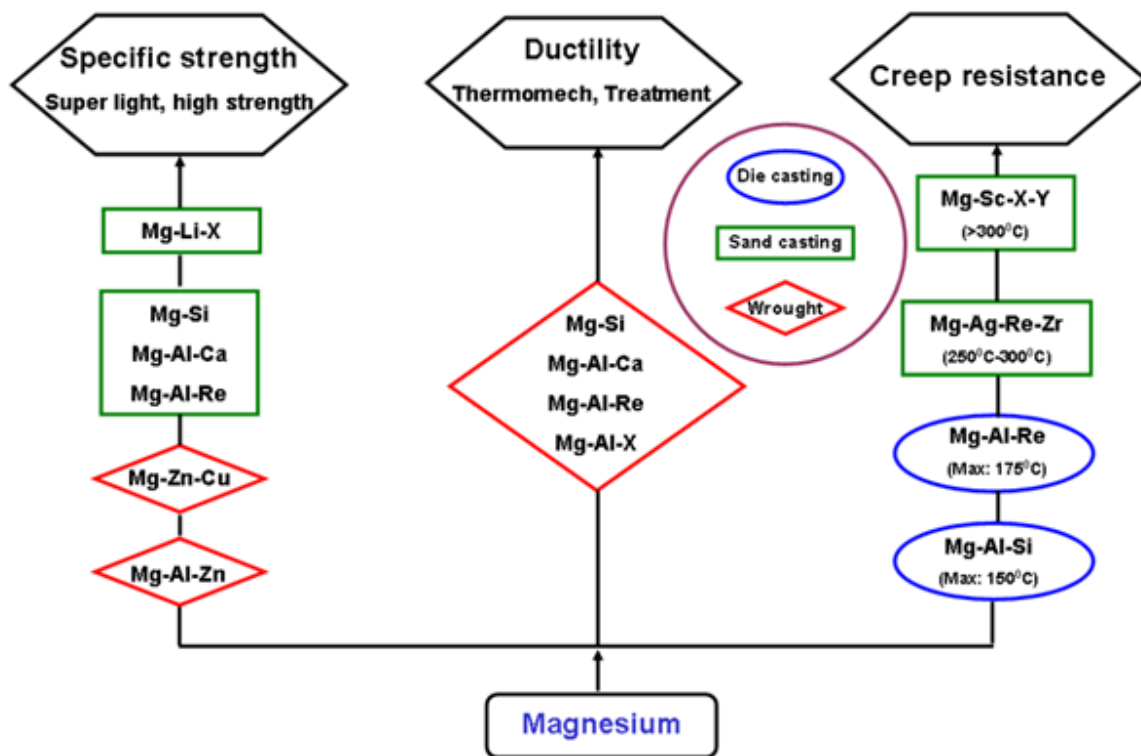 Specific strength
Super light, high strength
Mg-Li-X
Mg-Si
Mg-Al-Ca
Mg-Al-Re
Mg-Zn-Cu
Mg-Al-Zn
Ductility
Thermomech, Treatment
Mg-Si
Mg-Al-Ca
Mg-Al-Re
Mg-Al-X
Die casting
Sand casting
Wrought
Creep resistance
Mg-Sc-X-Y
(>300⁰C)
Mg-Ag-Re-Zr
(250⁰C-300⁰C)
Mg-Al-Re
(Max: 175⁰C)
Mg-Al-Si
(Max: 150⁰C)
Magnesium